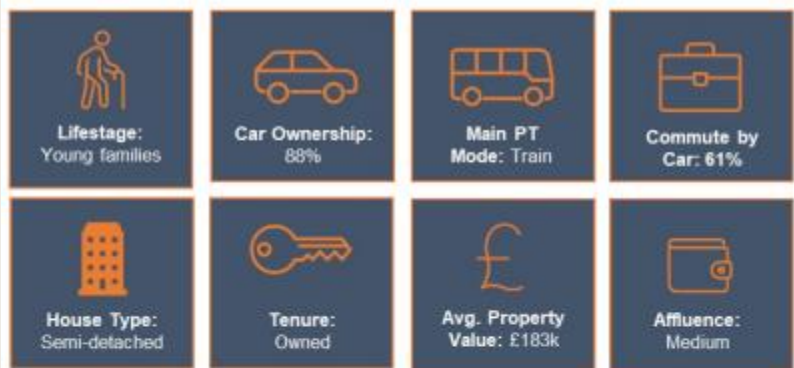 Lifestage:
Young families
Car Ownership:
88%
Main PT
Mode: Train
Commute by
Car: 61%
House Type:
Semi-detached
Tenure:
Owned
Avg. Property
Value: £183k
Affluence:
Medium